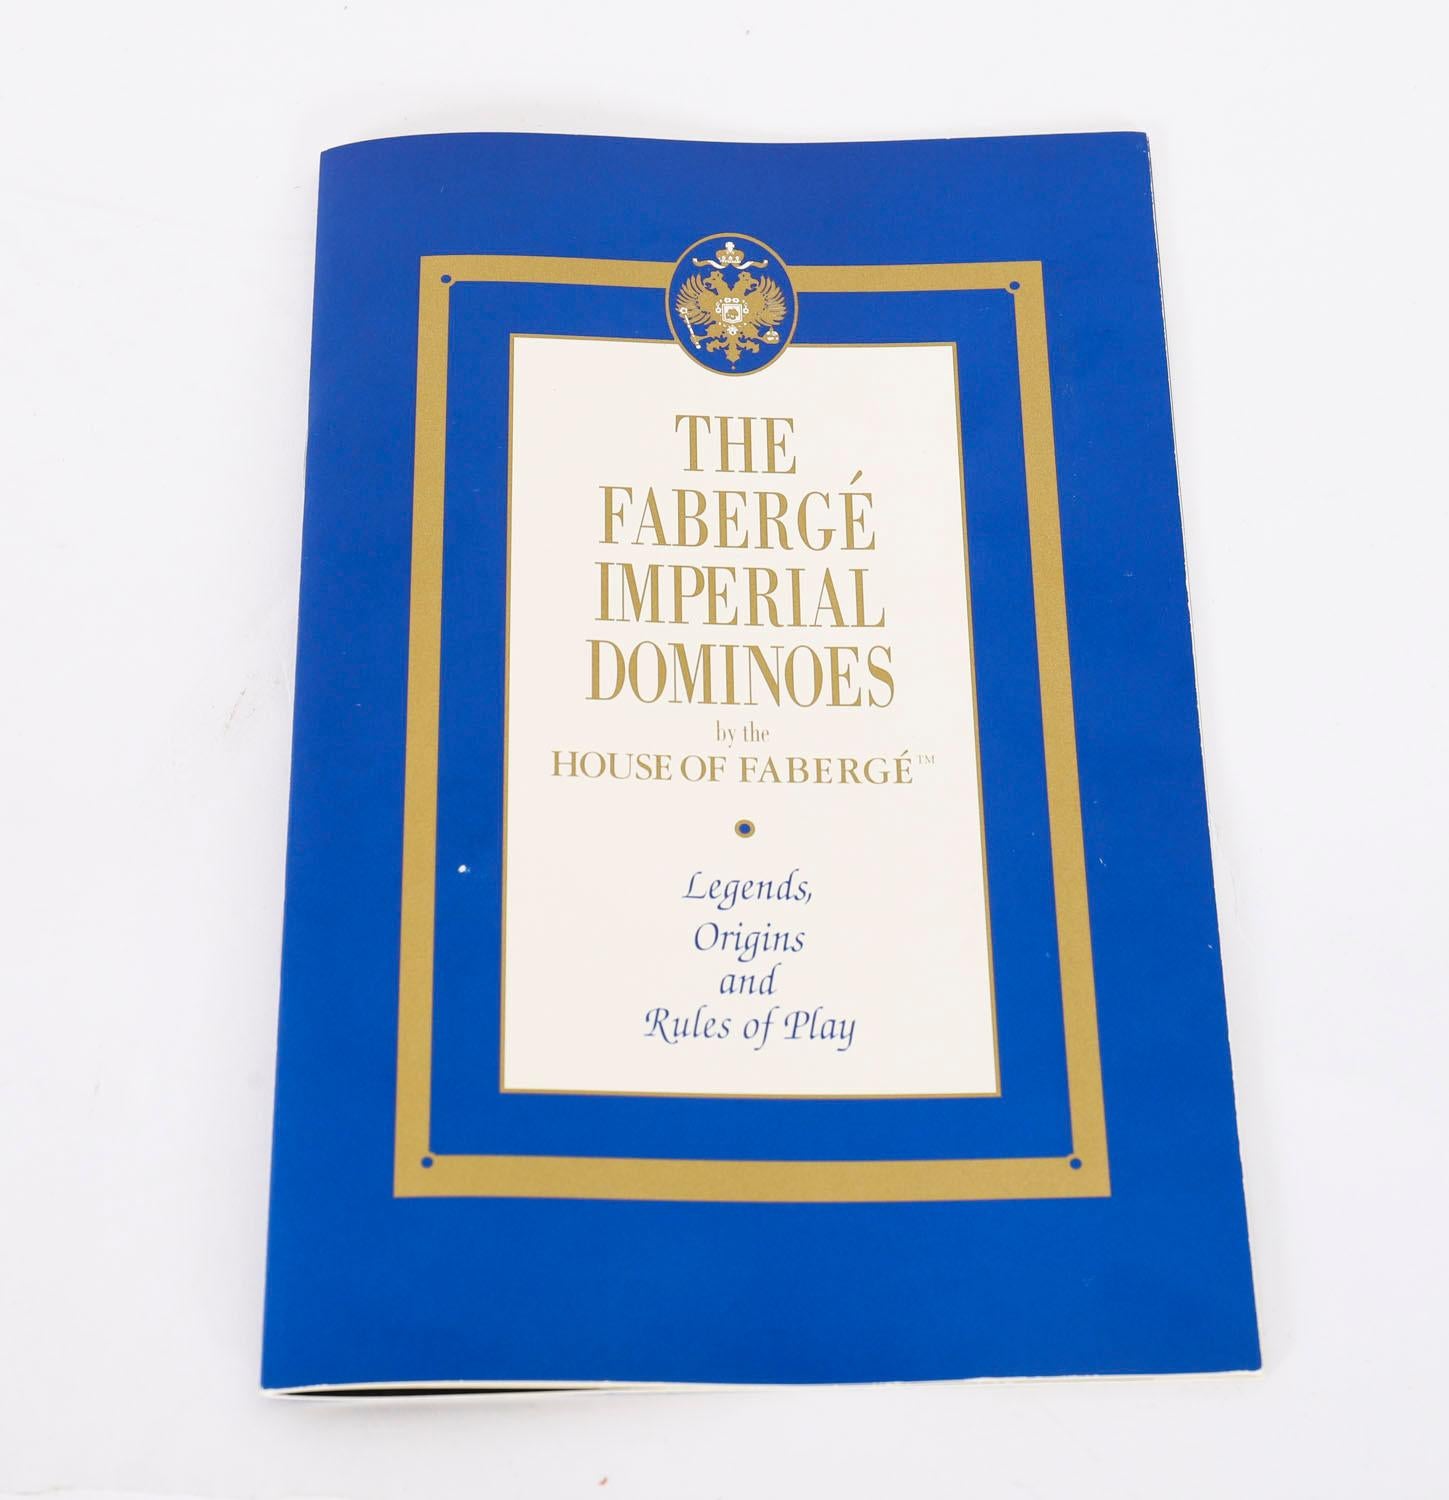 THE
FABERGÉ
IMPERIAL
DOMINOES
by the
HOUSE OF FABERGÉ™
Legends,
Origins
and
Rules of Play